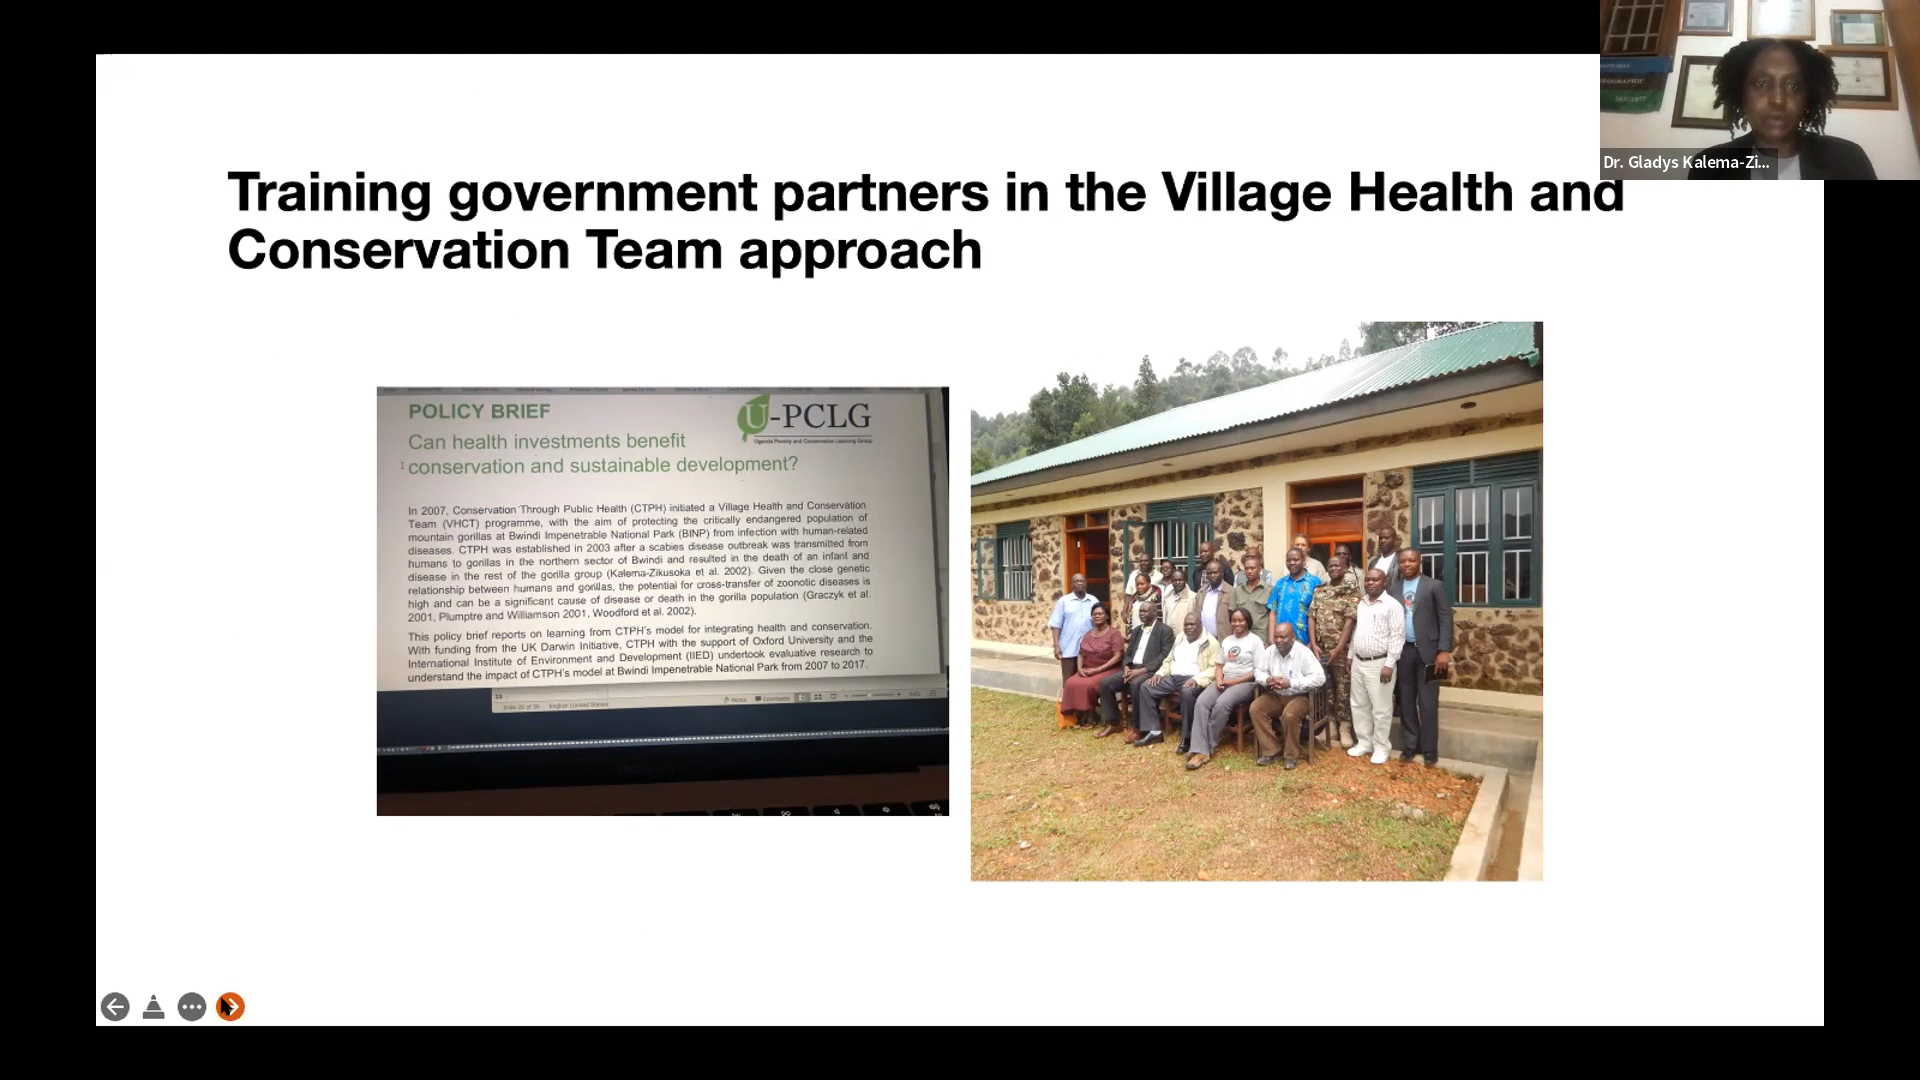 Training government partners in the Village Health and
Conservation Team approach
Dr. Gladys Kalema-Zi...
GEOGRAPHIC
SOCIETY
POLICY BRIEF
U-PCLG
Uganda Poverty and Conservation Learning Group
Can health investments benefit
conservation and sustainable development?
In 2007, Conservation Through Public Health (CTPH) initiated a Village Health and Conservation
Team (VHCT) programme, with the aim of protecting the critically endangered population of
mountain gorillas at Bwindi Impenetrable National Park (BINP) from infection with human-related
diseases. CTPH was established in 2003 after a scabies disease outbreak was transmitted from
humans to gorillas in the northern sector of Bwindi and resulted in the death of an infant and
disease in the rest of the gorilla group (Kalema-Zikusoka et al. 2002). Given the close genetic
relationship between humans and gorillas, the potential for cross-transfer of zoonotic diseases is
high and can be a significant cause of disease or death in the gorilla population (Graczyk et al.
2001, Plumptre and Williamson 2001, Woodford et al. 2002).
This policy brief reports on learning from CTPH's model for integrating health and conservation.
With funding from the UK Darwin Initiative, CTPH with the support of Oxford University and the
International Institute of Environment and Development (IIED) undertook evaluative research to
understand the impact of CTPH's model at Bwindi Impenetrable National Park from 2007 to 2017.
Notes Comments
English (United States)